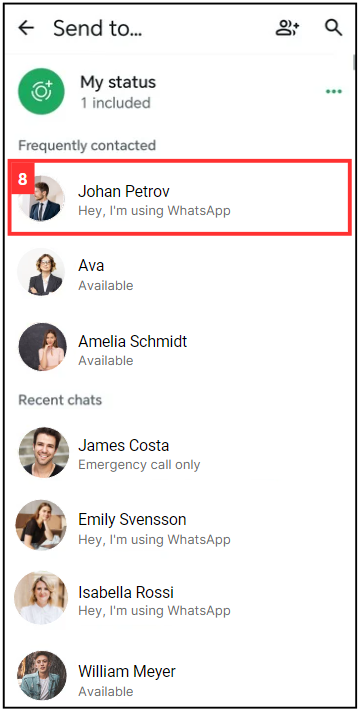 Send to...
My status
1 included
Frequently contacted
8
Johan Petrov
Hey, I'm using WhatsApp
Ava
Available
Amelia Schmidt
Available
Recent chats
James Costa
Emergency call only
Emily Svensson
Hey, I'm using WhatsApp
Isabella Rossi
Hey, I'm using WhatsApp
William Meyer
Available